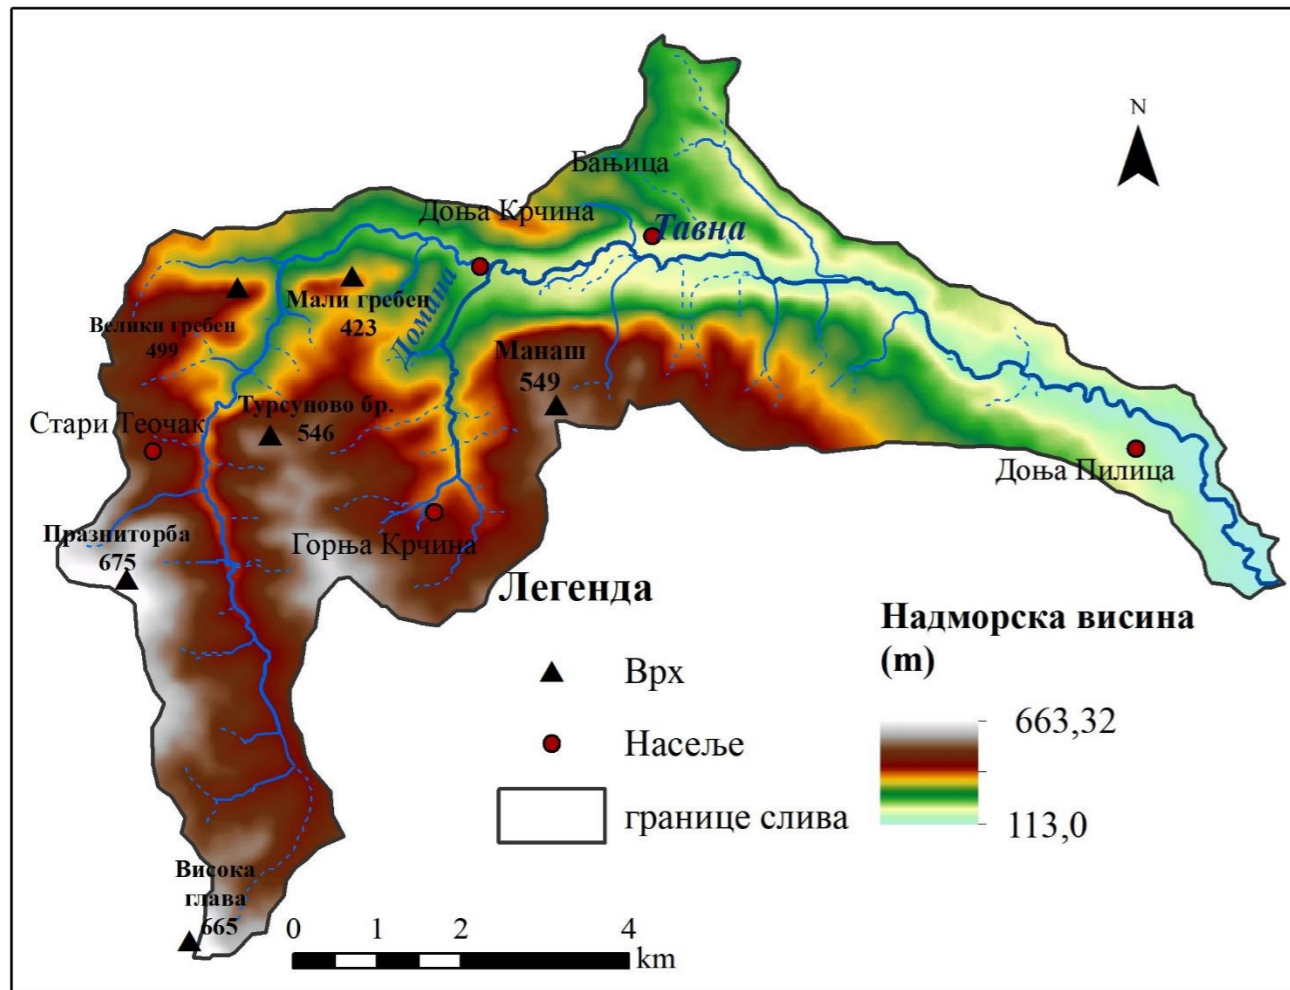 N
Бањица
Доња Крчина
Тавна
Домина
Мали гребен
423
Велики гребен
499
Манаш
549
Турсуново бр.
546
Стари Теочак
Доња Пилица
Празниторба
675
Горња Крчина
Легенда
Врх
Насеље
границе слива
Надморска висина
(m)
663,32
113,0
Висока
глава
665
0 1 2 4
km